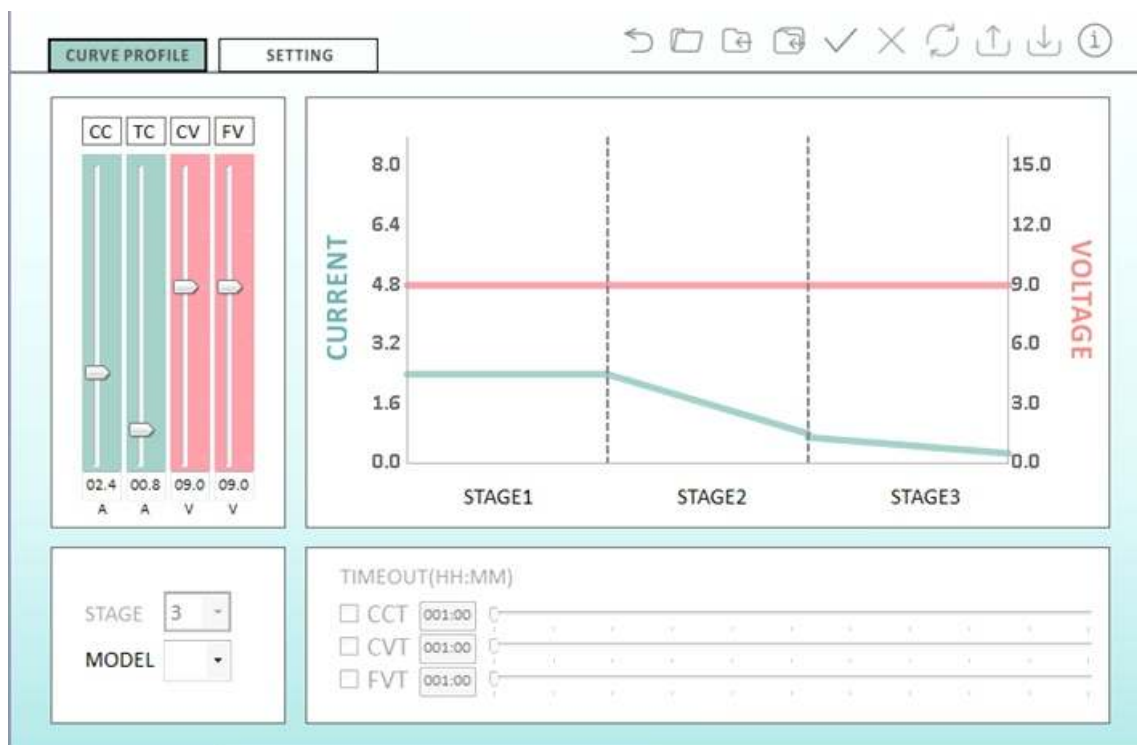 CURVE PROFILE SETTING
CC TC CV FV
02.4 00.8 09.0 09.0
A A V V
CURRENT
8.0
6.4
4.8
3.2
1.6
0.0
15.0
12.0
9.0
6.0
3.0
0.0
VOLTAGE
STAGE1 STAGE2 STAGE3
STAGE 3
MODEL
TIMEOUT(HH:MM)
CCT 001:00
CVT 001:00
FVT 001:00